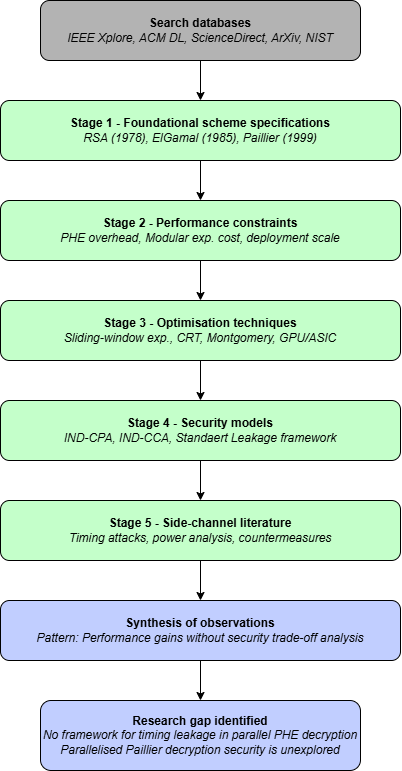 Search databases
IEEE Xplore, ACM DL, ScienceDirect, ArXiv, NIST
Stage 1 - Foundational scheme specifications
RSA (1978), ElGamal (1985), Paillier (1999)
Stage 2 - Performance constraints
PHE overhead, Modular exp. cost, deployment scale
Stage 3 - Optimisation techniques
Sliding-window exp., CRT, Montgomery, GPU/ASIC
Stage 4 - Security models
IND-CPA, IND-CCA, Standaert Leakage framework
Stage 5 - Side-channel literature
Timing attacks, power analysis, countermeasures
Synthesis of observations
Pattern: Performance gains without security trade-off analysis
Research gap identified
No framework for timing leakage in parallel PHE decryption
Parallelised Paillier decryption security is unexplored